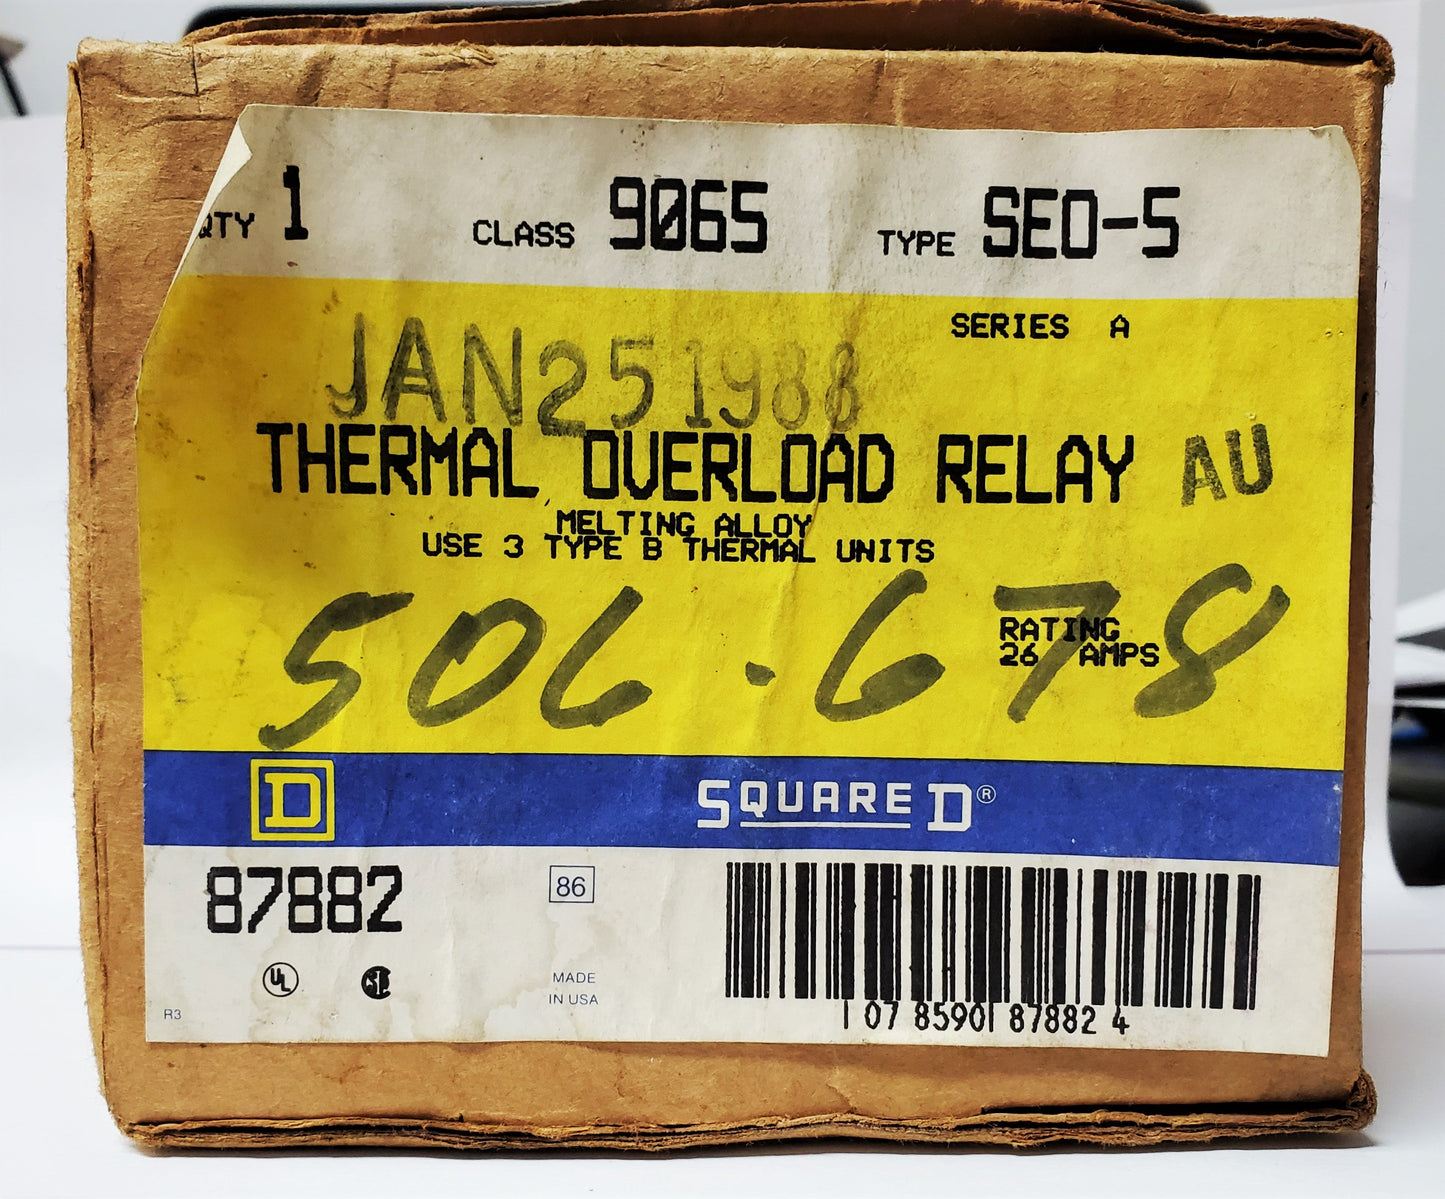 QTY 1 CLASS 9065 TYPE SEO-5
SERIES A
JAN 25 1988
THERMAL OVERLOAD RELAY AU
MELTING ALLOY
USE 3 TYPE B THERMAL UNITS
506-678
RATING
26 AMPS
D SQUARE D®
87882
86
UL
MADE
IN USA
R3
1 07 85901 87882 4